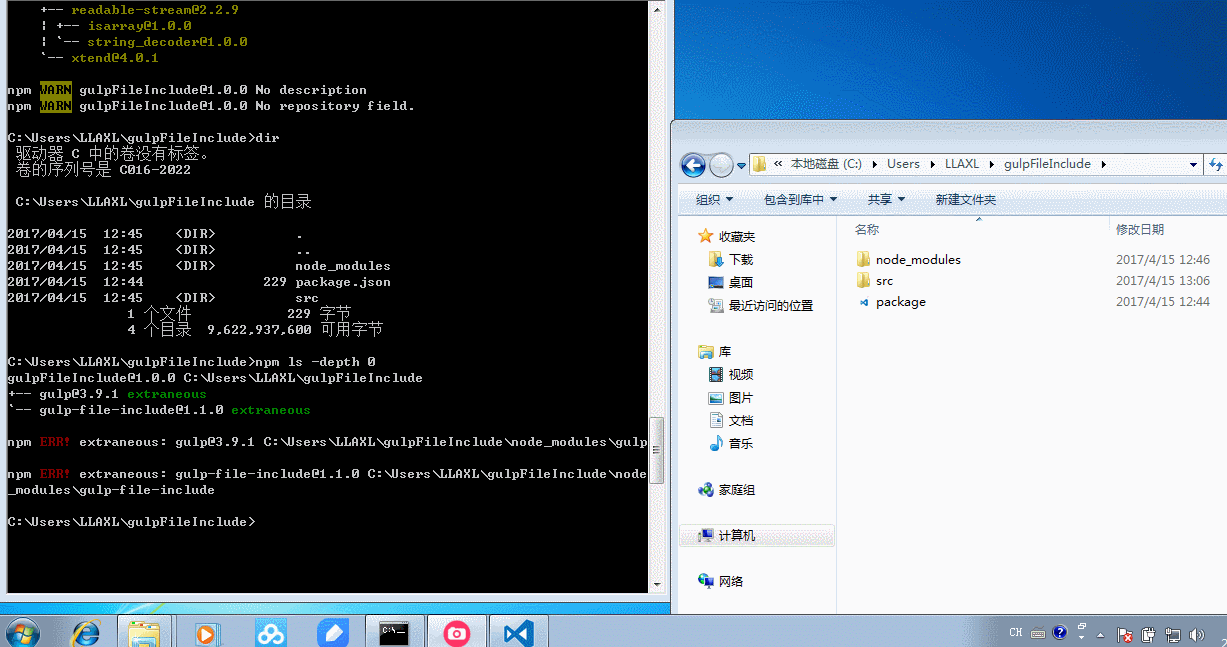 +-- readable-stream@2.2.9
¦ +-- isarray@1.0.0
¦ `-- string_decoder@1.0.0
`-- xtend@4.0.1
npm WARN gulpFileInclude@1.0.0 No description
npm WARN gulpFileInclude@1.0.0 No repository field.
C:\Users\LLAXL\gulpFileInclude>dir
驱动器 C 中的卷没有标签。
卷的序列号是 C016-2022
C:\Users\LLAXL\gulpFileInclude 的目录
2017/04/15  12:45    <DIR>          .
2017/04/15  12:45    <DIR>          ..
2017/04/15  12:45    <DIR>          node_modules
2017/04/15  12:44               229 package.json
2017/04/15  12:45    <DIR>          src
1 个文件            229 字节
4 个目录  9,622,937,600 可用字节
C:\Users\LLAXL\gulpFileInclude>npm ls -depth 0
gulpFileInclude@1.0.0 C:\Users\LLAXL\gulpFileInclude
+-- gulp@3.9.1 extraneous
`-- gulp-file-include@1.1.0 extraneous
npm ERR! extraneous: gulp@3.9.1 C:\Users\LLAXL\gulpFileInclude\node_modules\gulp
npm ERR! extraneous: gulp-file-include@1.1.0 C:\Users\LLAXL\gulpFileInclude\node
_modules\gulp-file-include
C:\Users\LLAXL\gulpFileInclude>
« 本地磁盘 (C:) Users LLAXL gulpFileInclude
组织 包含到库中 共享 新建文件夹
名称 修改日期
收藏夹
下载
桌面
最近访问的位置
库
视频
图片
文档
音乐
家庭组
计算机
网络
node_modules 2017/4/15 12:46
src 2017/4/15 13:06
package 2017/4/15 12:44
C:\_
CH